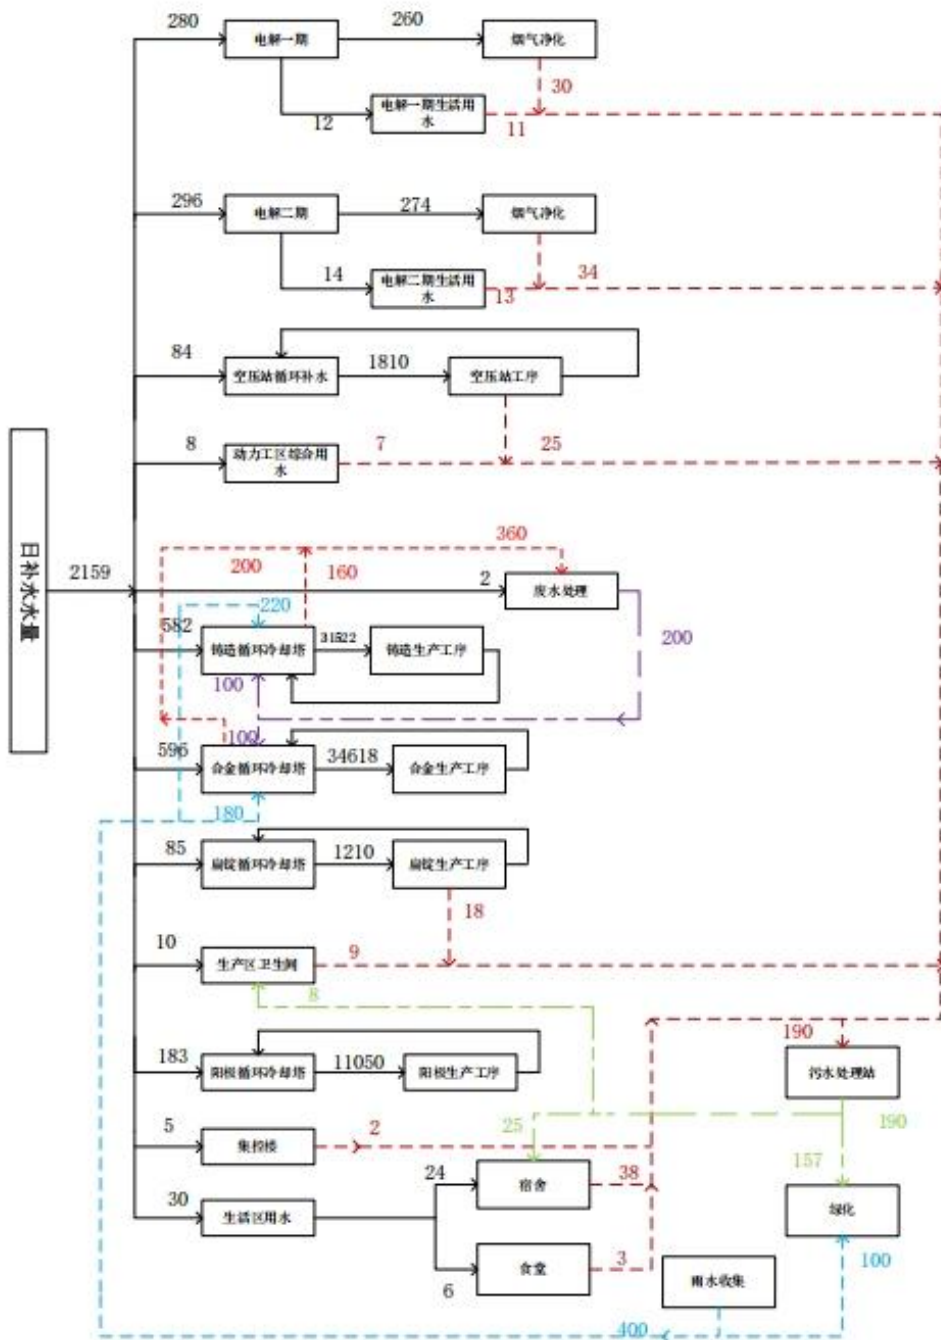 280
电解一期
260
烟气净化
30
12
电解一期生活用
水
11
296
电解二期
274
烟气净化
14
电解二期生活用
水
13
34
84
空压站循环补水
1810
空压站工序
8
动力工区综合用
水
7
25
日补水水量
2159
360
200
160
2
废水处理
220
200
582
铸造循环冷却塔
31522
铸造生产工序
100
100
596
合金循环冷却塔
34618
合金生产工序
180
85
扁锭循环冷却塔
1210
扁锭生产工序
18
10
生产区卫生间
9
8
190
183
阳极循环冷却塔
11050
阳极生产工序
污水处理站
5
集控楼
2
25
190
157
24
宿舍
38
30
生活区用水
绿化
6
食堂
3
雨水收集
100
400